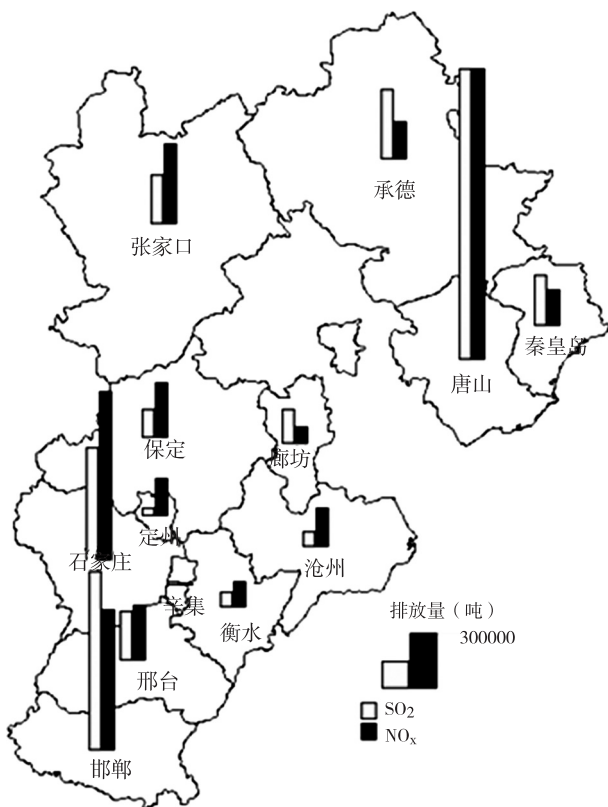 承德
张家口
秦皇岛
唐山
保定
廊坊
定州
石家庄
沧州
辛集
衡水
排放量（吨）
300000
邢台
SO₂
NOₓ
邯郸